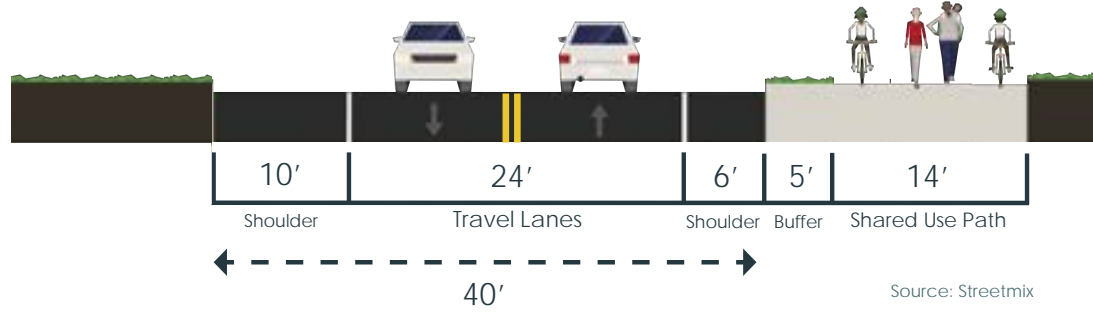 10’ 24’ 6’ 5’ 14’
Shoulder Travel Lanes Shoulder Buffer Shared Use Path
40’
Source: Streetmix